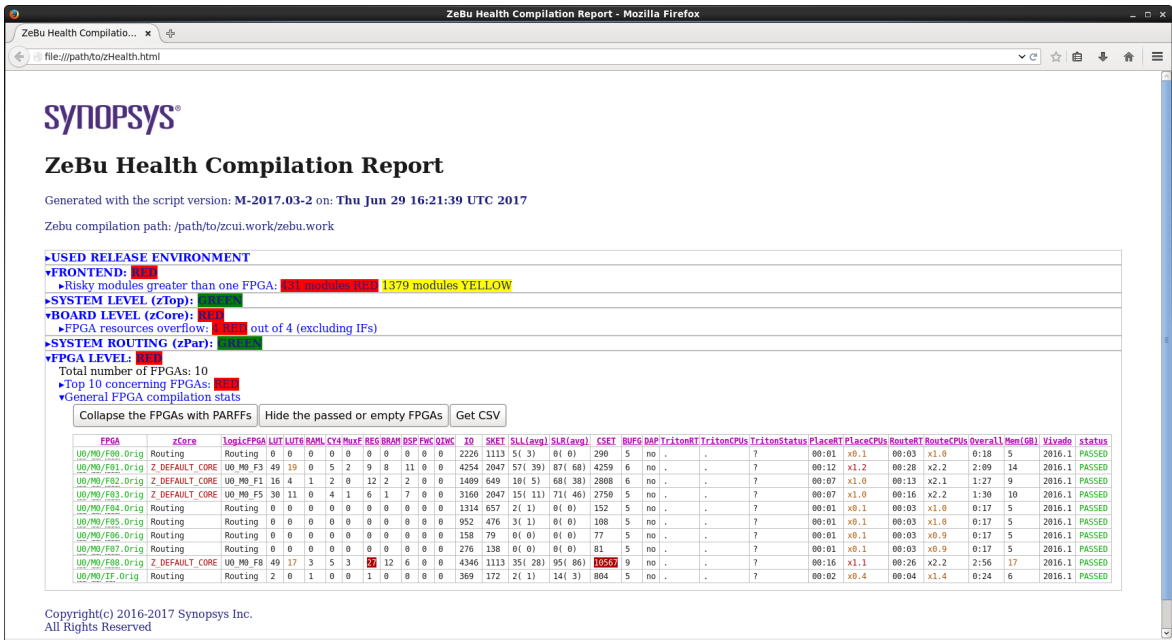 ZeBu Health Compilation Report - Mozilla Firefox
ZeBu Health Compilatio...
file:///path/to/zHealth.html
SYNOPSYS®
ZeBu Health Compilation Report
Generated with the script version: M-2017.03-2 on: Thu Jun 29 16:21:39 UTC 2017
Zebu compilation path: /path/to/zcui.work/zebu.work
▸USED RELEASE ENVIRONMENT
▾FRONTEND: RED
▸Risky modules greater than one FPGA: 431 modules RED 1379 modules YELLOW
▸SYSTEM LEVEL (zTop): GREEN
▾BOARD LEVEL (zCore): RED
▸FPGA resources overflow: 4 RED out of 4 (excluding IFs)
▸SYSTEM ROUTING (zPar): GREEN
▾FPGA LEVEL: RED
Total number of FPGAs: 10
▸Top 10 concerning FPGAs: RED
▾General FPGA compilation stats
Collapse the FPGAs with PARFFs Hide the passed or empty FPGAs Get CSV
FPGA zCore logicFPGA LUT LUT6 RAML CY4 MuxF REG BRAM DSP FWC QIWC IO SKET SLL(avg) SLR(avg) CSET BUFG DAP TritonRT TritonCPUs TritonStatus PlaceRT PlaceCPUs RouteRT RouteCPUs Overall Mem(GB) Vivado status
U0/M0/F00.Orig Routing Routing 0 0 0 0 0 0 0 0 0 0 2226 1113 5( 3) 0( 0) 290 5 no . . ? 00:01 x0.1 00:03 x1.0 0:18 5 2016.1 PASSED
U0/M0/F01.Orig Z_DEFAULT_CORE U0_M0_F3 49 19 0 5 2 9 8 11 0 0 4254 2047 57( 39) 87( 68) 4259 6 no . . ? 00:12 x1.2 00:28 x2.2 2:09 14 2016.1 PASSED
U0/M0/F02.Orig Z_DEFAULT_CORE U0_M0_F1 16 4 1 2 0 12 2 2 0 0 1409 649 10( 5) 68( 38) 2808 6 no . . ? 00:07 x1.0 00:13 x2.1 1:27 9 2016.1 PASSED
U0/M0/F03.Orig Z_DEFAULT_CORE U0_M0_F5 30 11 0 4 1 6 1 7 0 0 3160 2047 15( 11) 71( 46) 2750 5 no . . ? 00:07 x1.0 00:16 x2.2 1:30 10 2016.1 PASSED
U0/M0/F04.Orig Routing Routing 0 0 0 0 0 0 0 0 0 0 1314 657 2( 1) 0( 0) 152 5 no . . ? 00:01 x0.1 00:03 x1.0 0:17 5 2016.1 PASSED
U0/M0/F05.Orig Routing Routing 0 0 0 0 0 0 0 0 0 0 952 476 3( 1) 0( 0) 108 5 no . . ? 00:01 x0.1 00:03 x1.0 0:17 5 2016.1 PASSED
U0/M0/F06.Orig Routing Routing 0 0 0 0 0 0 0 0 0 0 158 79 0( 0) 0( 0) 77 5 no . . ? 00:01 x0.1 00:03 x0.9 0:17 5 2016.1 PASSED
U0/M0/F07.Orig Routing Routing 0 0 0 0 0 0 0 0 0 0 276 138 0( 0) 0( 0) 81 5 no . . ? 00:01 x0.1 00:03 x0.9 0:17 5 2016.1 PASSED
U0/M0/F08.Orig Z_DEFAULT_CORE U0_M0_F8 49 17 3 5 3 27 12 6 0 0 4346 1113 35( 28) 95( 86) 10567 9 no . . ? 00:16 x1.1 00:26 x2.2 2:56 17 2016.1 PASSED
U0/M0/IF.Orig Routing Routing 2 0 1 0 0 1 0 0 0 0 369 172 2( 1) 14( 3) 804 5 no . . ? 00:02 x0.4 00:04 x1.4 0:24 6 2016.1 PASSED
Copyright(c) 2016-2017 Synopsys Inc.
All Rights Reserved